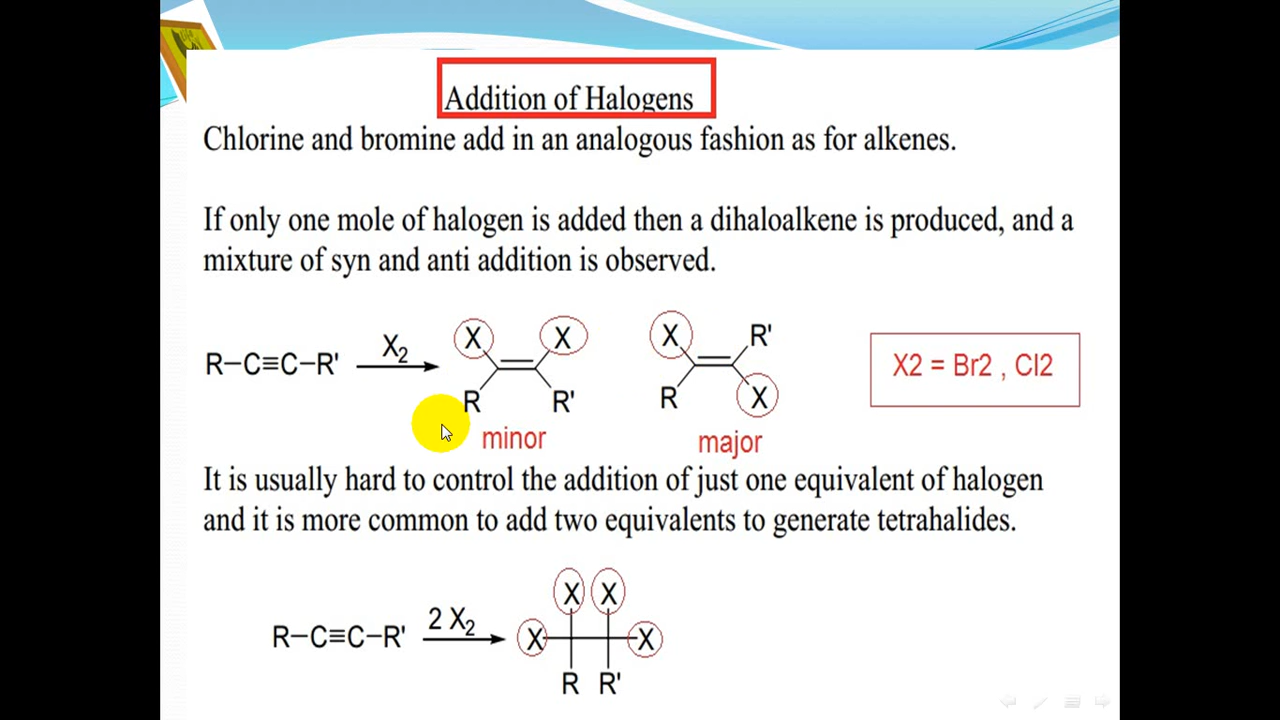 Addition of Halogens
Chlorine and bromine add in an analogous fashion as for alkenes.
If only one mole of halogen is added then a dihaloalkene is produced, and a
mixture of syn and anti addition is observed.
R–C≡C–R' X₂ X X R R' X R' R X
X2 = Br2 , Cl2
minor major
It is usually hard to control the addition of just one equivalent of halogen
and it is more common to add two equivalents to generate tetrahalides.
R–C≡C–R' 2 X₂ X X X X R R'